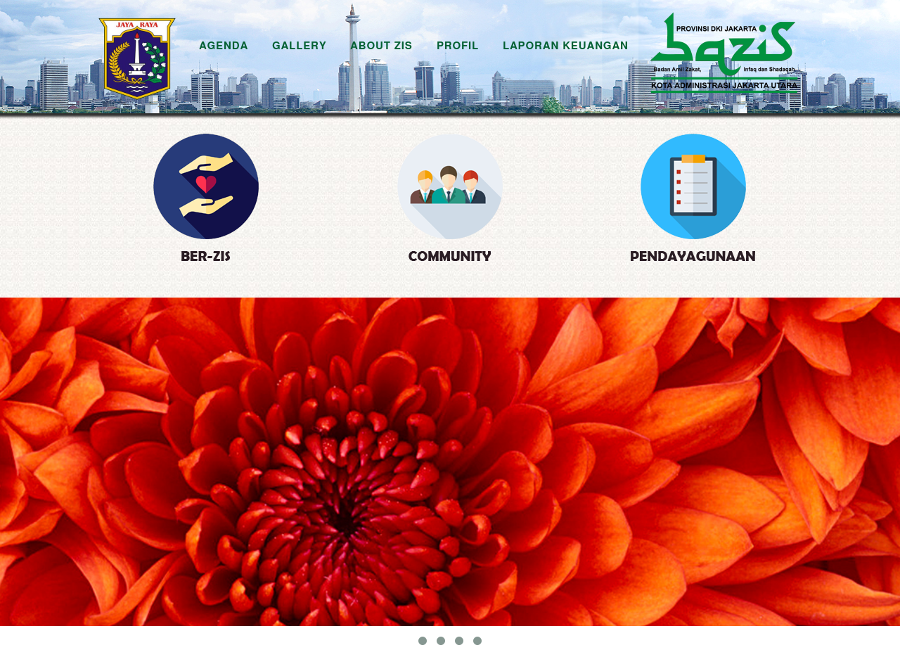 JAYA RAYA
AGENDA GALLERY ABOUT ZIS PROFIL LAPORAN KEUANGAN
PROVINSI DKI JAKARTA
bazis
Badan Amil Zakat, Infaq dan Shadaqah
KOTA ADMINISTRASI JAKARTA UTARA
BER-ZIS COMMUNITY PENDAYAGUNAAN